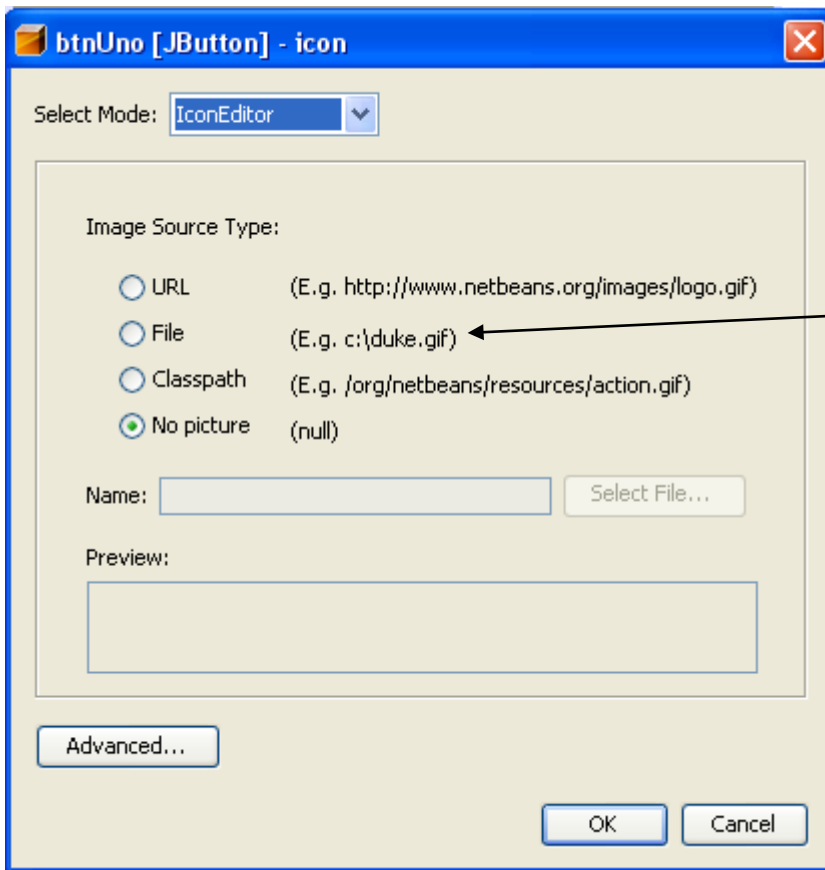 btnUno [JButton] - icon
Select Mode: IconEditor
Image Source Type:
URL (E.g. http://www.netbeans.org/images/logo.gif)
File (E.g. c:\duke.gif)
Classpath (E.g. /org/netbeans/resources/action.gif)
No picture (null)
Name: Select File...
Preview:
Advanced...
OK Cancel